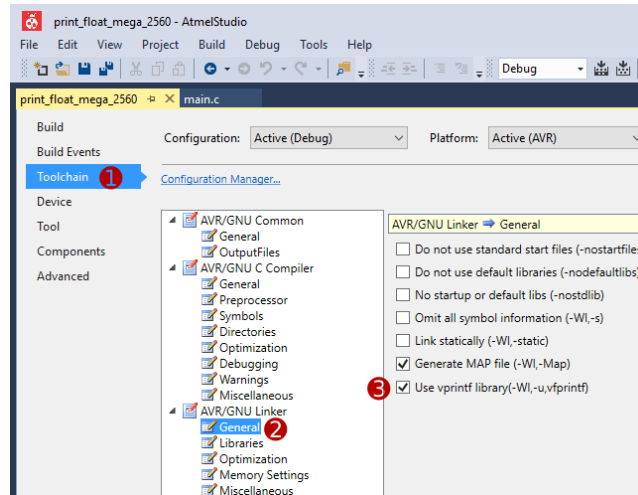 print_float_mega_2560 - AtmelStudio
File Edit View Project Build Debug Tools Help
Debug
print_float_mega_2560 main.c
Build
Configuration: Active (Debug) Platform: Active (AVR)
Build Events
Toolchain 1
Configuration Manager...
Device
Tool
Components
Advanced
AVR/GNU Common
General
OutputFiles
AVR/GNU C Compiler
General
Preprocessor
Symbols
Directories
Optimization
Debugging
Warnings
Miscellaneous
AVR/GNU Linker
General 2
Libraries
Optimization
Memory Settings
Miscellaneous
AVR/GNU Linker ➡ General
Do not use standard start files (-nostartfiles
Do not use default libraries (-nodefaultlibs)
No startup or default libs (-nostdlib)
Omit all symbol information (-Wl,-s)
Link statically (-Wl,-static)
Generate MAP file (-Wl,-Map)
3 Use vprintf library(-Wl,-u,vfprintf)